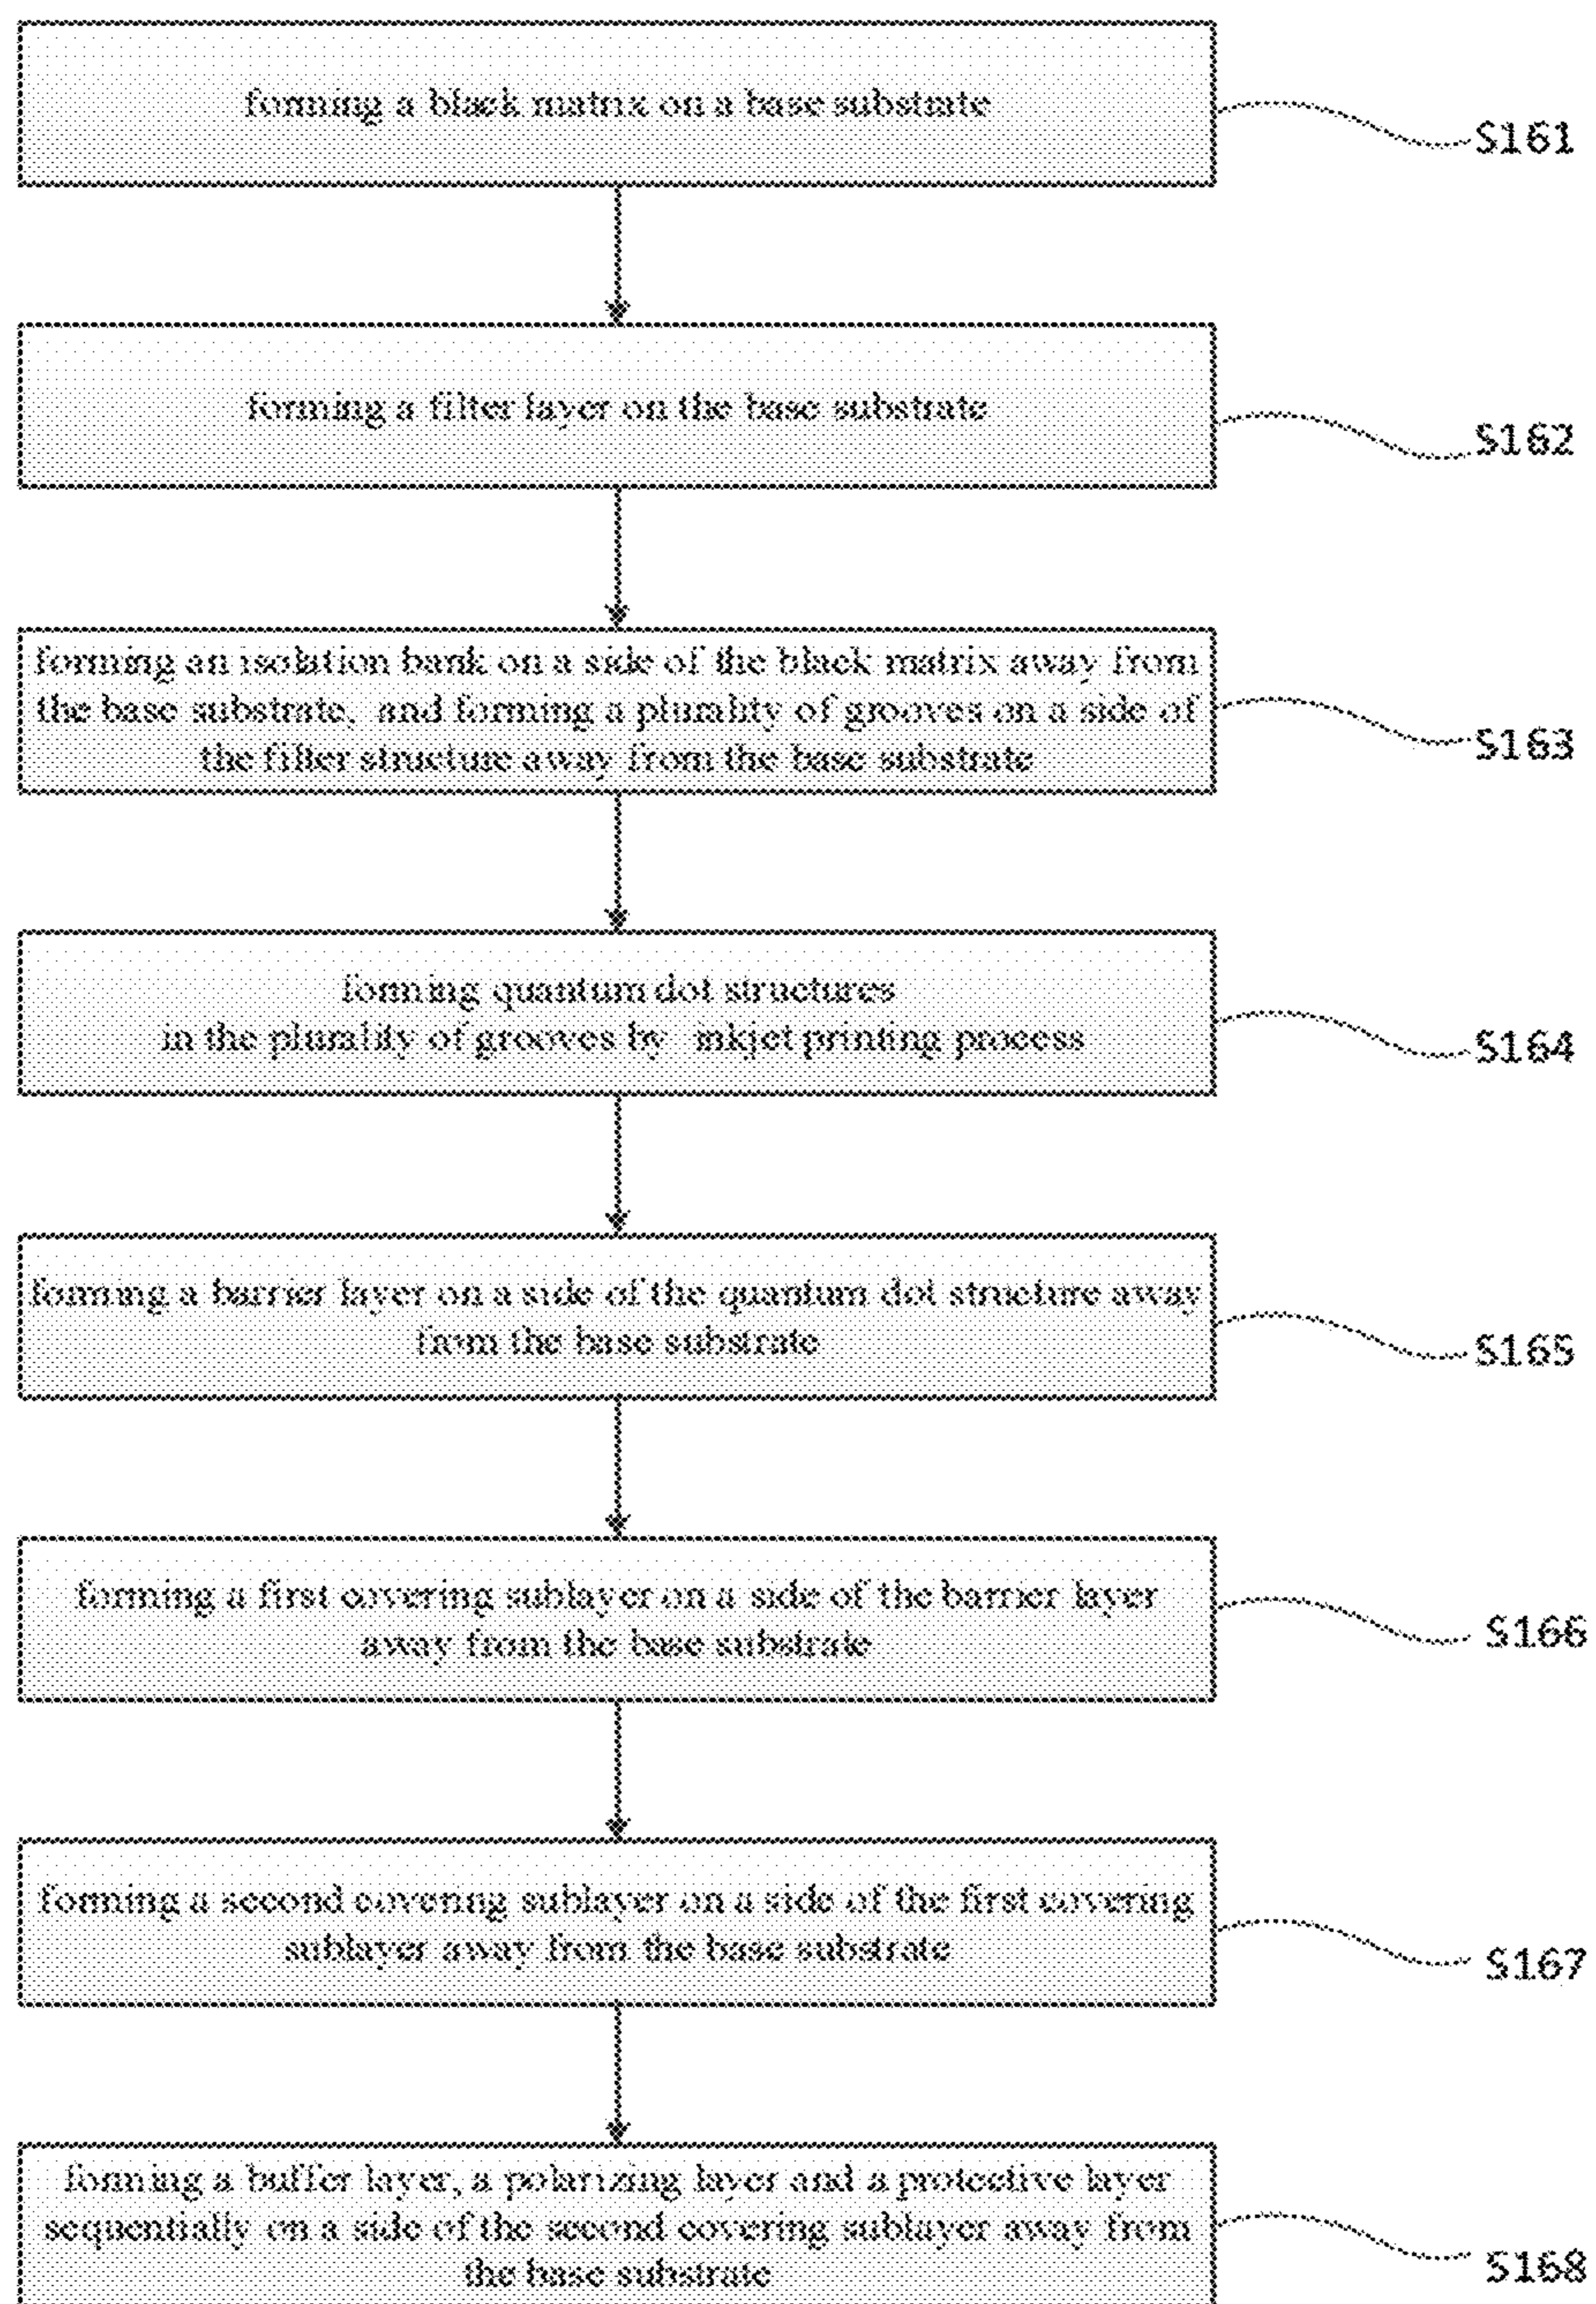 forming a black matrix on a base substrate
S161
forming a filter layer on the base substrate
S162
forming an isolation bank on a side of the black matrix away from
the base substrate, and forming a plurality of grooves on a side of
the filter structure away from the base substrate
S163
forming quantum dot structures
in the plurality of grooves by inkjet printing process
S164
forming a barrier layer on a side of the quantum dot structure away
from the base substrate
S165
forming a first covering sublayer on a side of the barrier layer
away from the base substrate
S166
forming a second covering sublayer on a side of the first covering
sublayer away from the base substrate
S167
forming a buffer layer, a polarizing layer and a protective layer
sequentially on a side of the second covering sublayer away from
the base substrate
S168